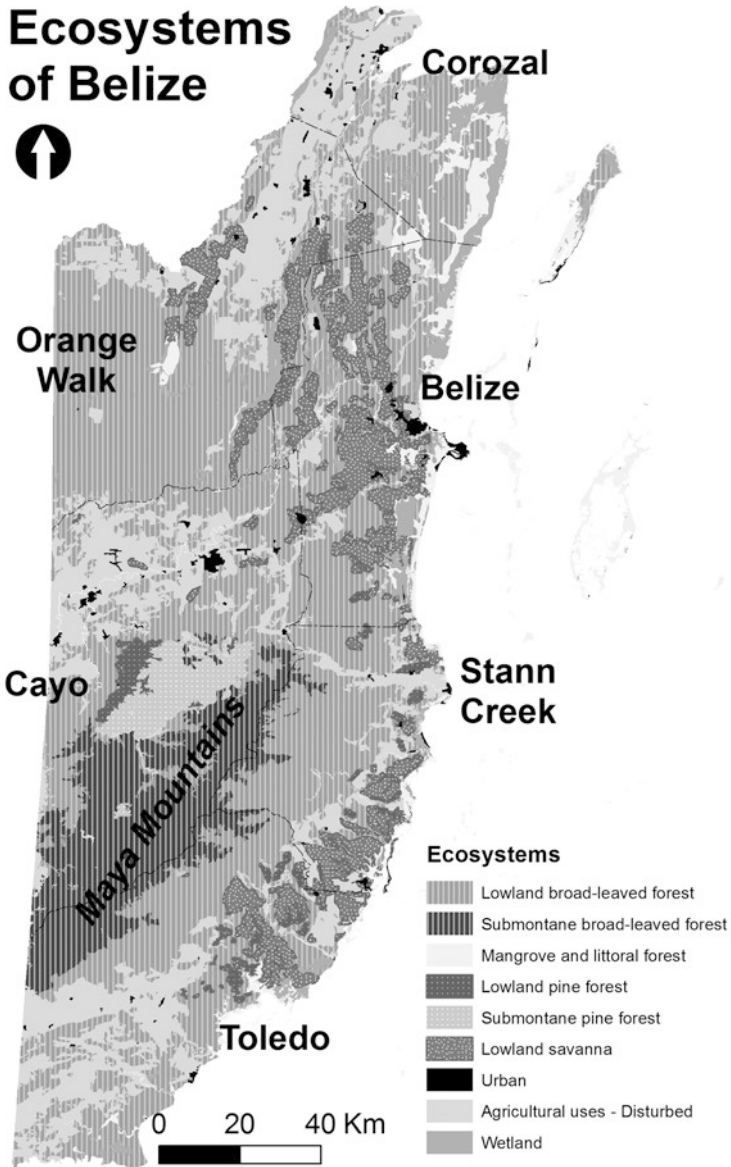 Ecosystems
of Belize
Corozal
Orange
Walk
Belize
Cayo
Stann
Creek
Maya Mountains
Toledo
Ecosystems
Lowland broad-leaved forest
Submontane broad-leaved forest
Mangrove and littoral forest
Lowland pine forest
Submontane pine forest
Lowland savanna
Urban
Agricultural uses - Disturbed
Wetland
0 20 40 Km